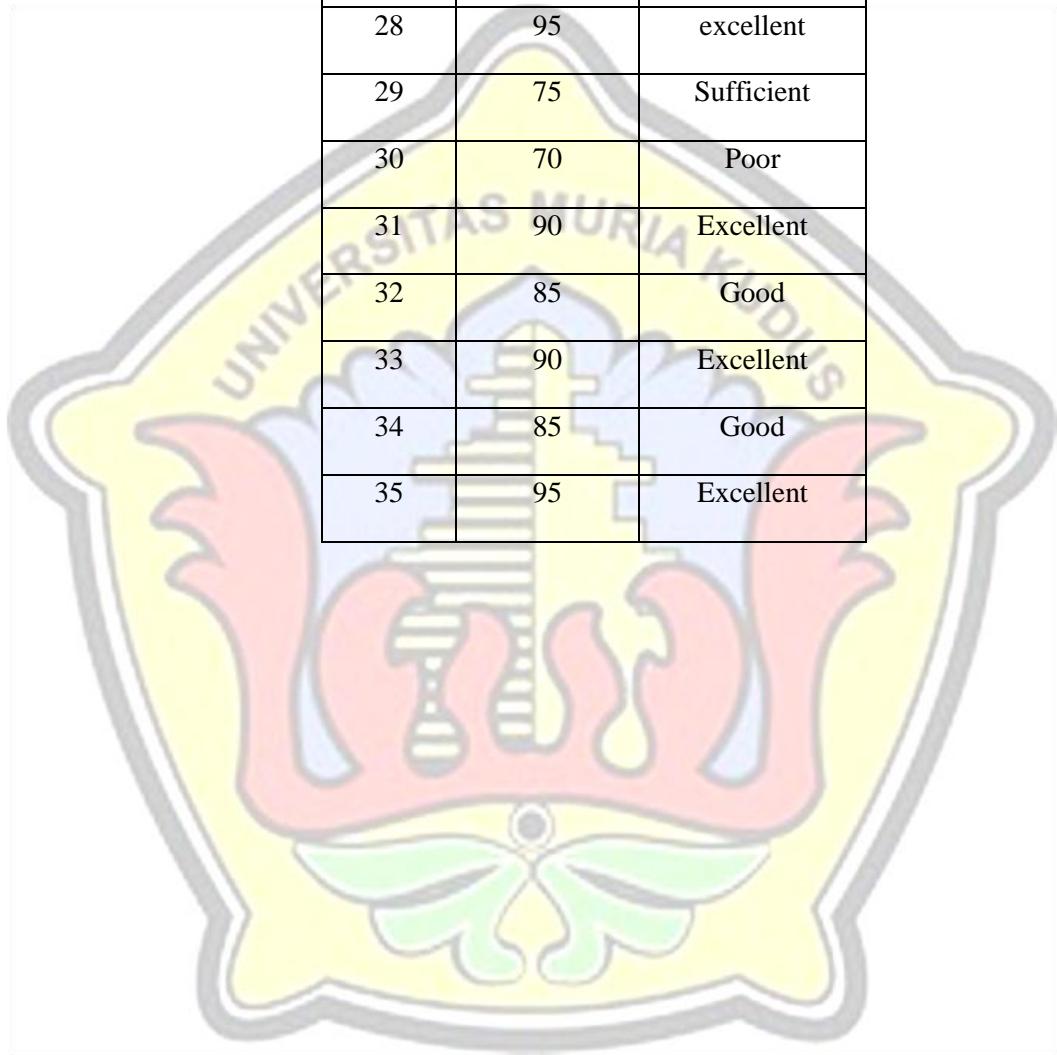 28 95 excellent
29 75 Sufficient
30 70 Poor
31 90 Excellent
32 85 Good
33 90 Excellent
34 85 Good
35 95 Excellent
UNIVERSITAS MURIA KUDUS